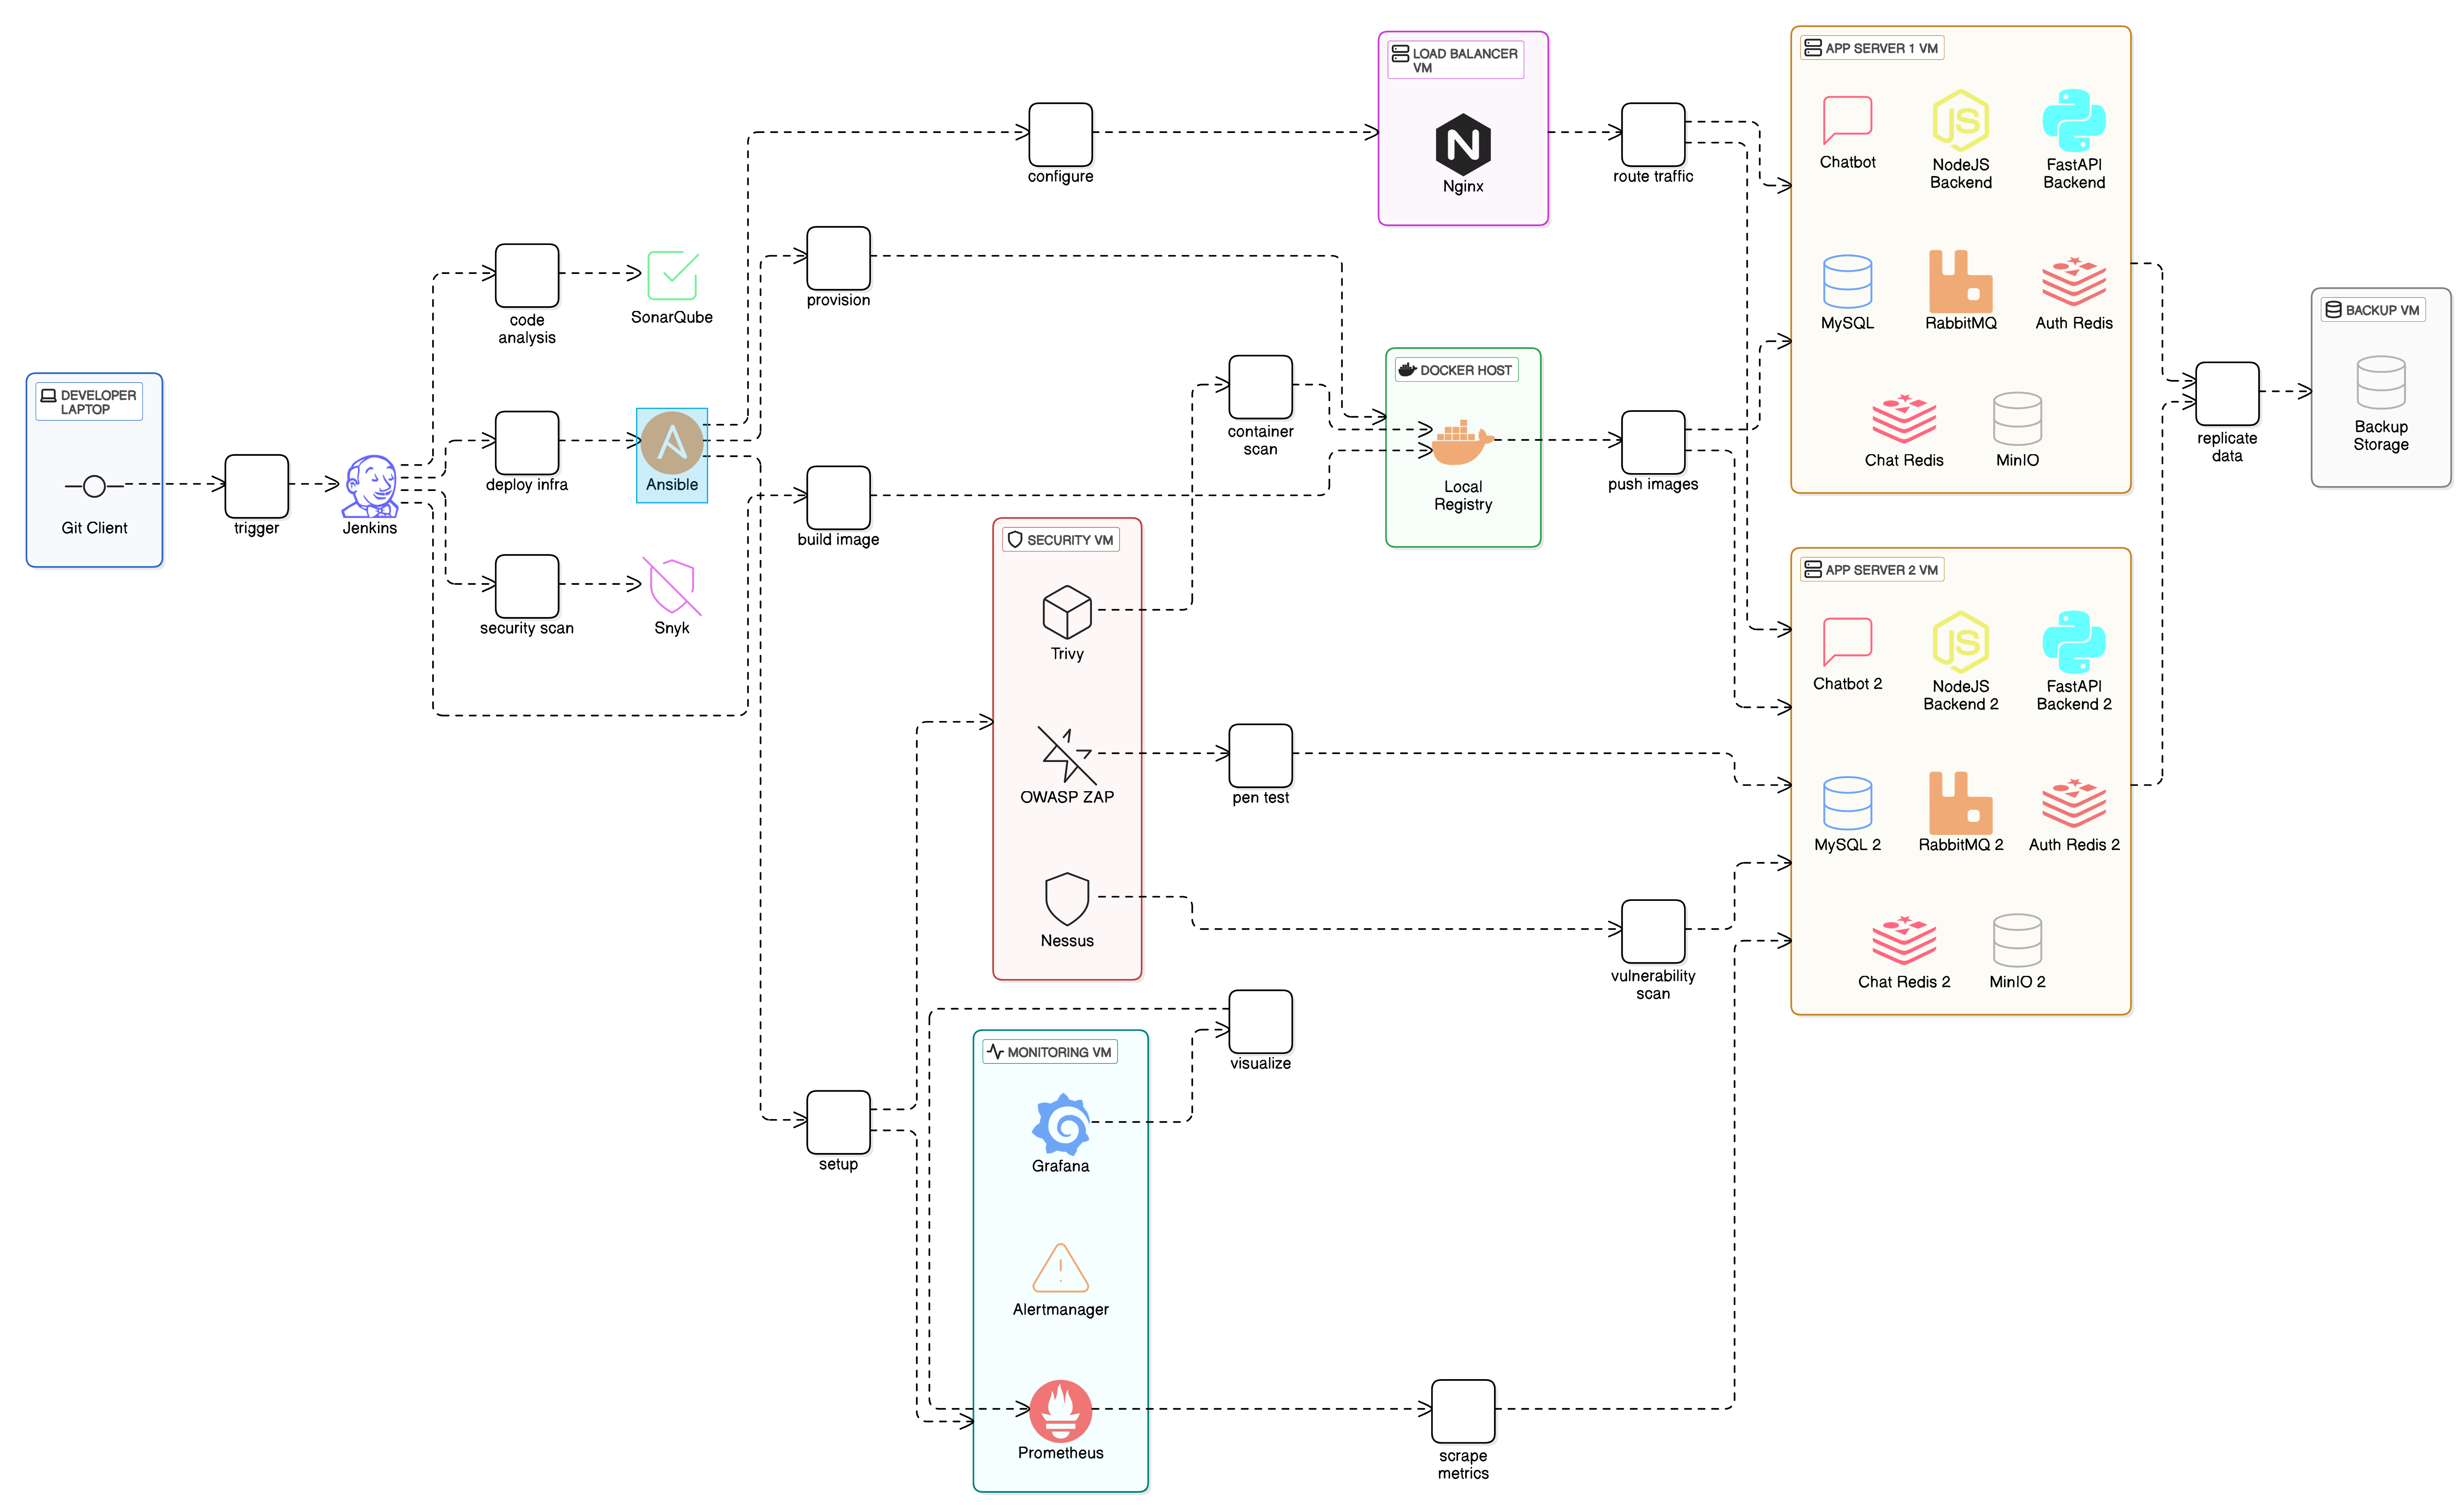 DEVELOPER
LAPTOP
Git Client
trigger
Jenkins
code
analysis
SonarQube
deploy infra
Ansible
security scan
Snyk
configure
provision
build image
setup
SECURITY VM
Trivy
OWASP ZAP
Nessus
MONITORING VM
Grafana
Alertmanager
Prometheus
container
scan
pen test
visualize
LOAD BALANCER
VM
Nginx
DOCKER HOST
Local
Registry
scrape
metrics
route traffic
push images
vulnerability
scan
APP SERVER 1 VM
Chatbot
NodeJS
Backend
FastAPI
Backend
MySQL
RabbitMQ
Auth Redis
Chat Redis
MinIO
APP SERVER 2 VM
Chatbot 2
NodeJS
Backend 2
FastAPI
Backend 2
MySQL 2
RabbitMQ 2
Auth Redis 2
Chat Redis 2
MinIO 2
replicate
data
BACKUP VM
Backup
Storage